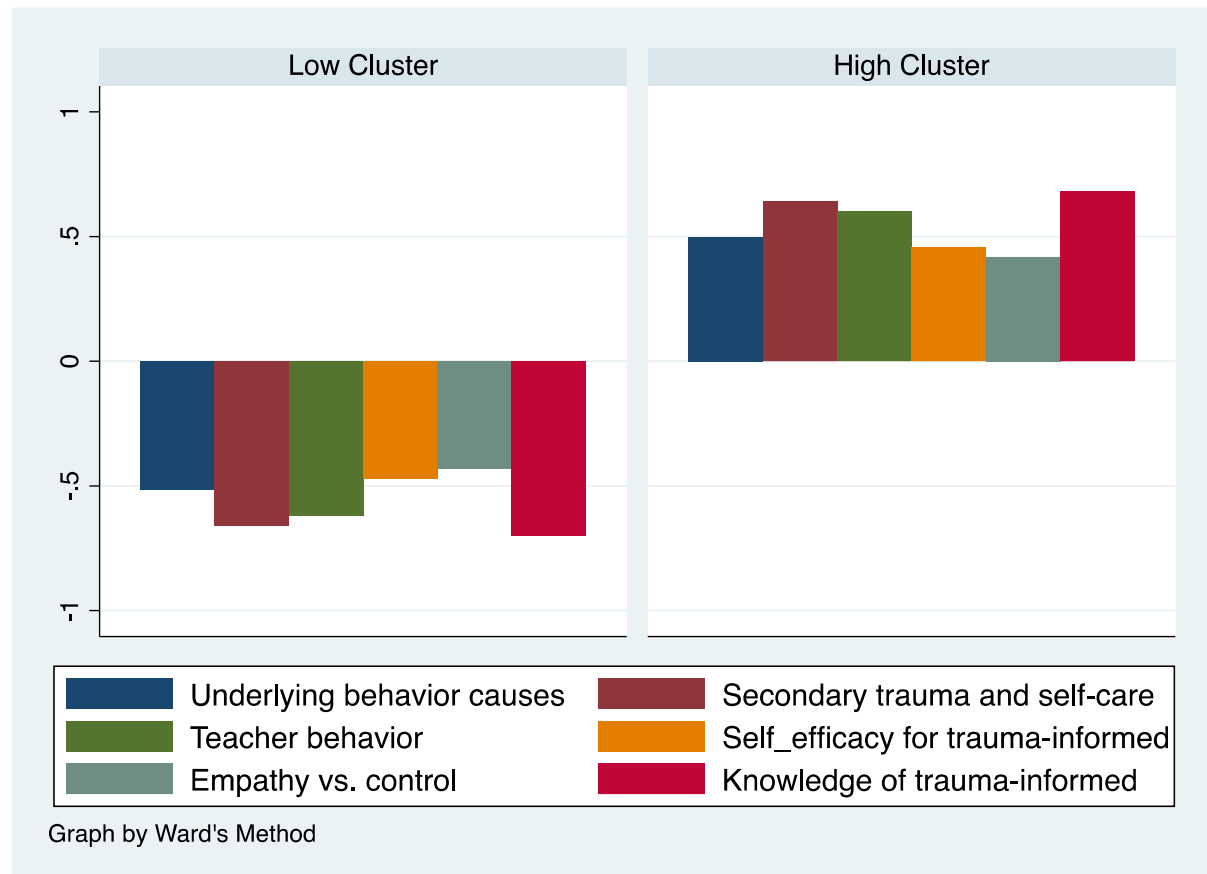 Low Cluster
High Cluster
1
.5
0
-.5
-1
Underlying behavior causes
Secondary trauma and self-care
Teacher behavior
Self_efficacy for trauma-informed
Empathy vs. control
Knowledge of trauma-informed
Graph by Ward's Method